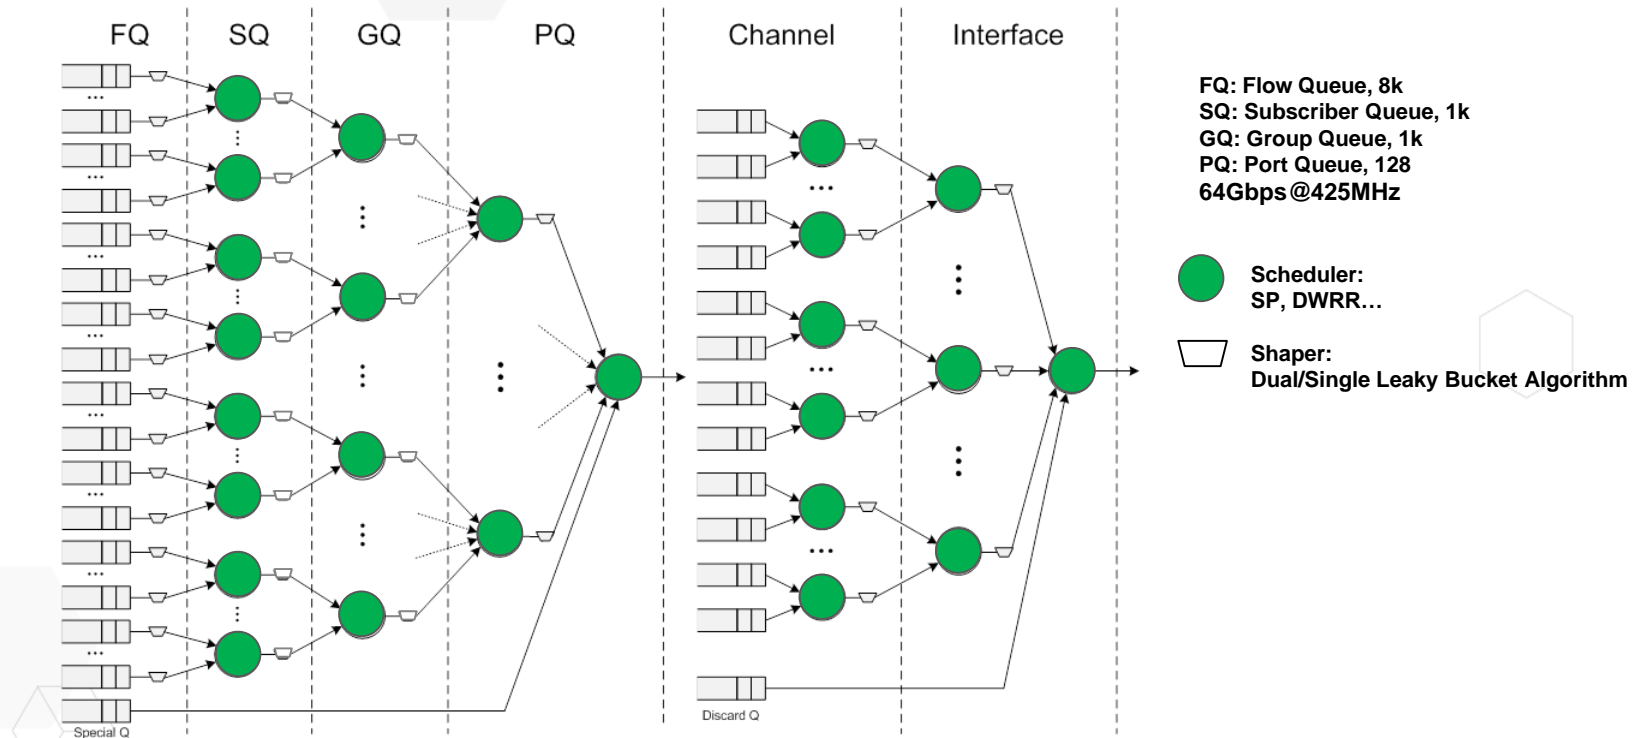 FQ
SQ
GQ
PQ
Channel
Interface
FQ: Flow Queue, 8k
SQ: Subscriber Queue, 1k
GQ: Group Queue, 1k
PQ: Port Queue, 128
64Gbps@425MHz
Scheduler:
SP, DWRR…
Shaper:
Dual/Single Leaky Bucket Algorithm
Special Q
Discard Q